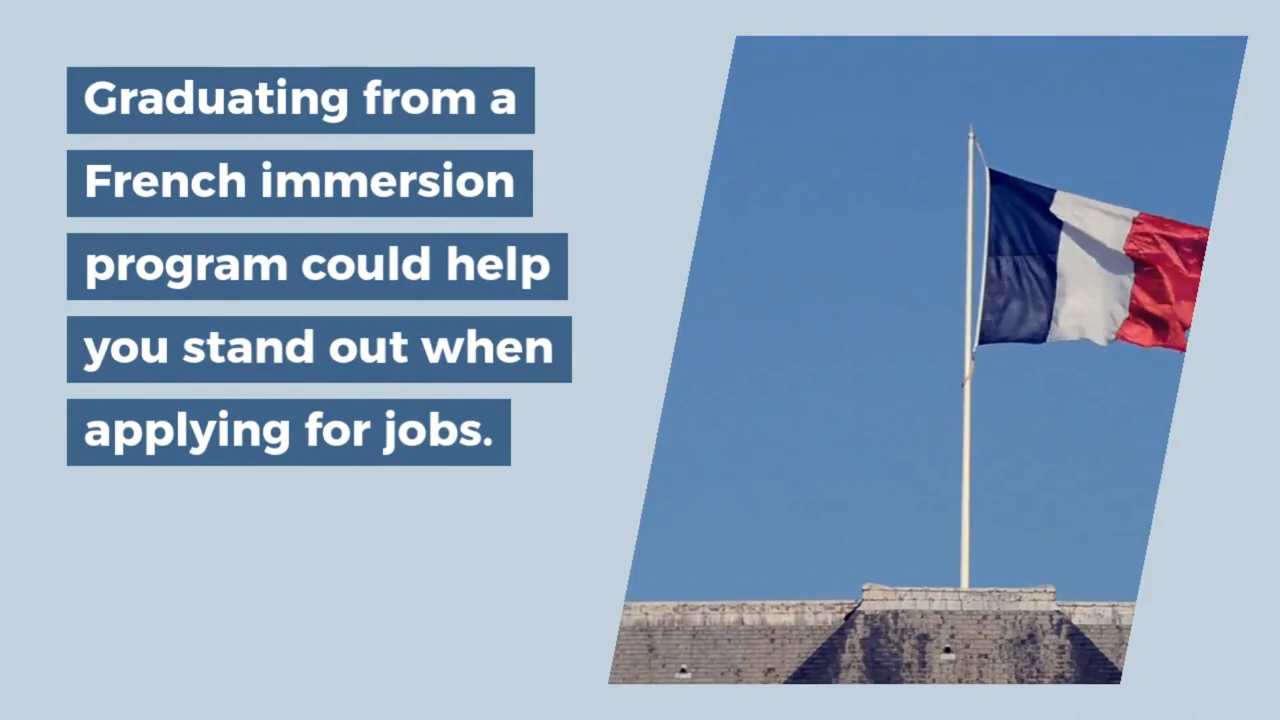 Graduating from a
French immersion
program could help
you stand out when
applying for jobs.